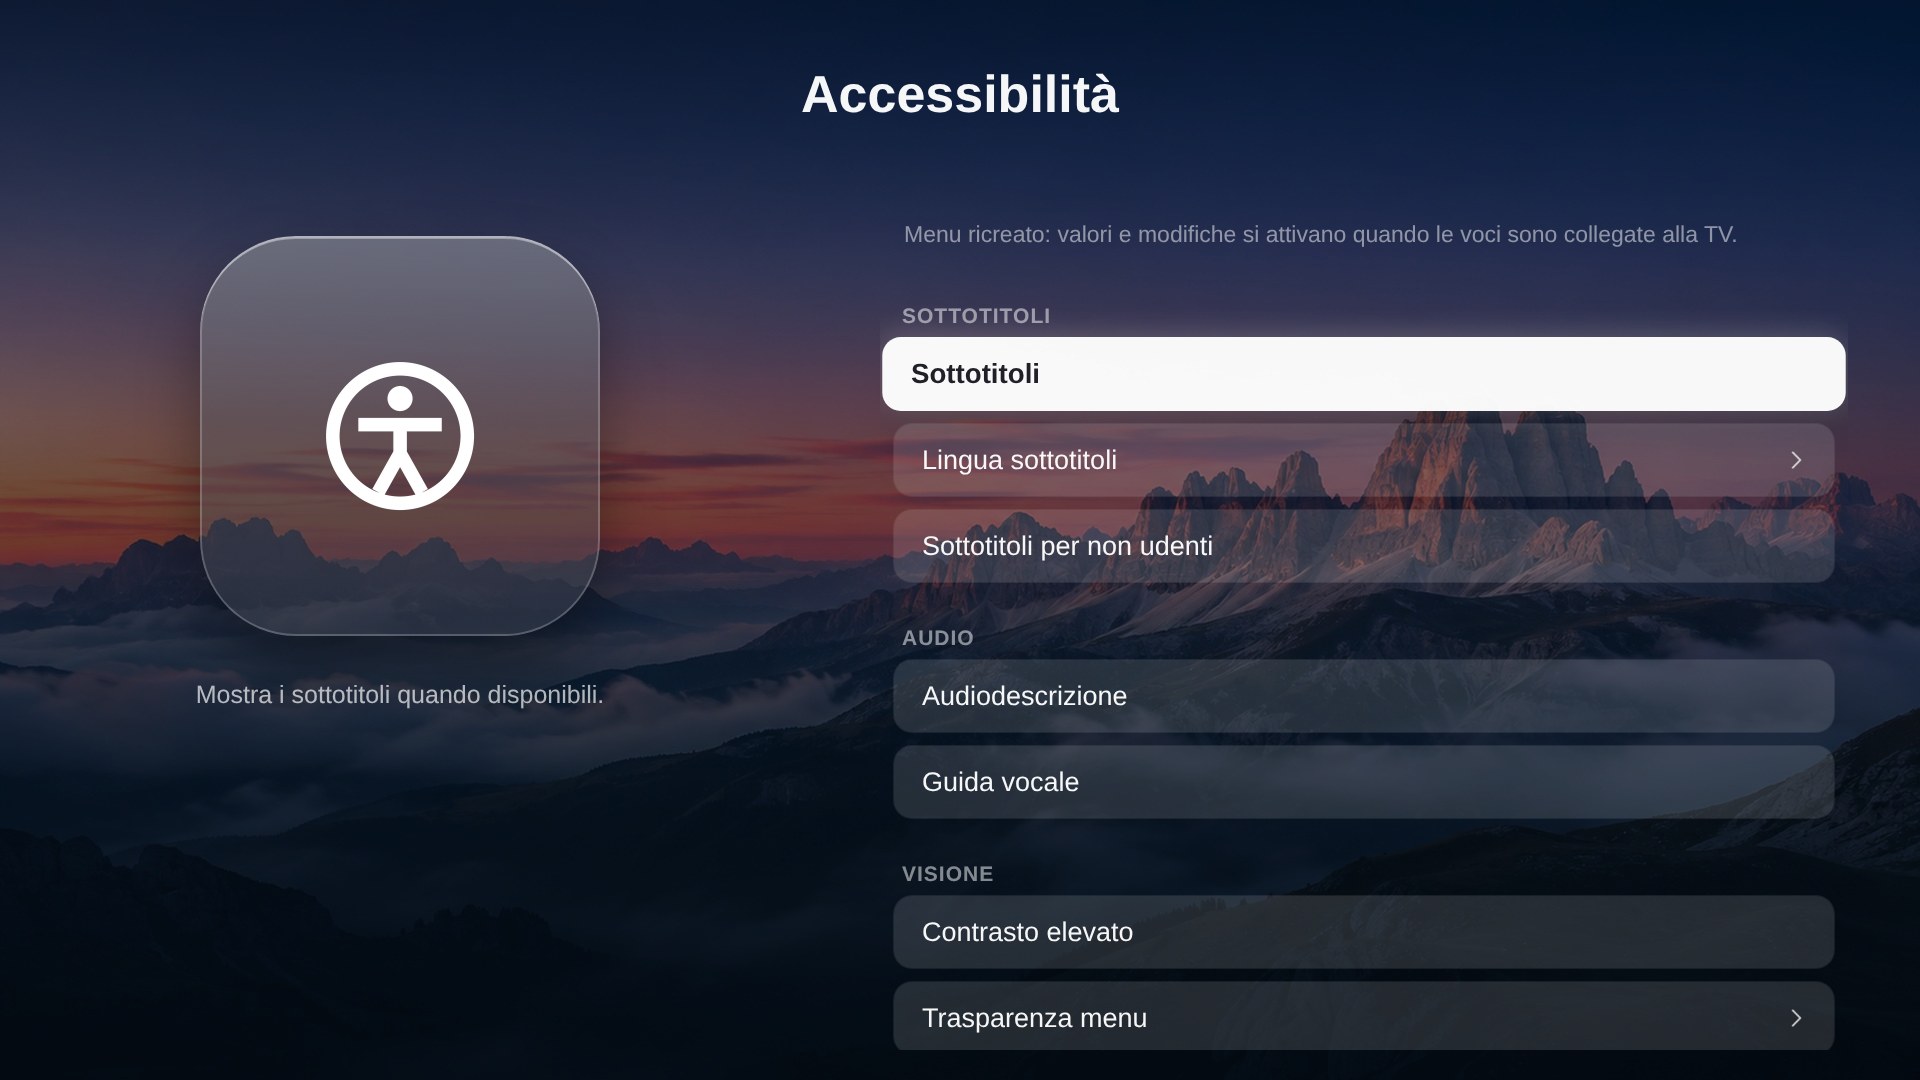 Accessibilità
Menu ricreato: valori e modifiche si attivano quando le voci sono collegate alla TV.
SOTTOTITOLI
Sottotitoli
Lingua sottotitoli
Sottotitoli per non udenti
Mostra i sottotitoli quando disponibili.
AUDIO
Audiodescrizione
Guida vocale
VISIONE
Contrasto elevato
Trasparenza menu